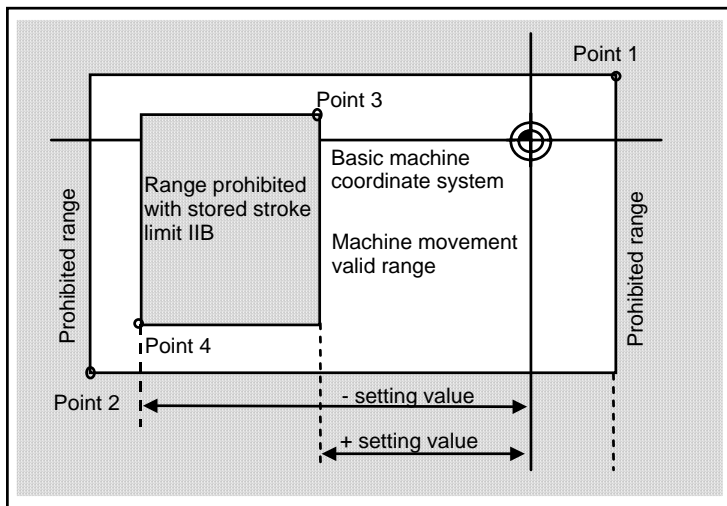 Point 1
Point 3
Basic machine
coordinate system
Range prohibited
with stored stroke
limit IIB
Machine movement
valid range
Prohibited range
Prohibited range
Point 4
Point 2
- setting value
+ setting value